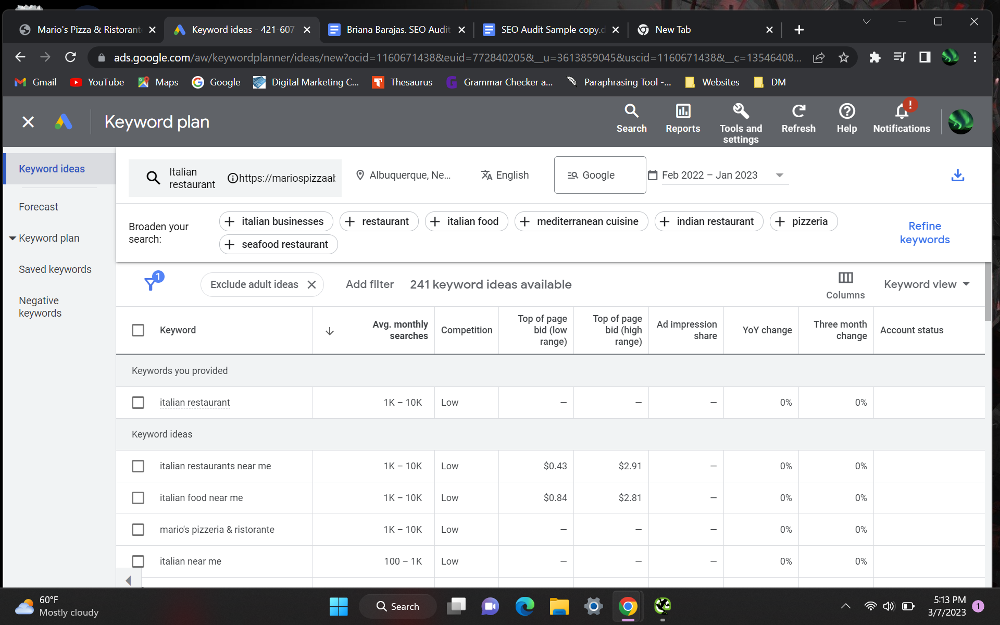 Mario's Pizza & Ristorant
Keyword ideas - 421-607-
Briana Barajas. SEO Audit
SEO Audit Sample copy.d
New Tab
ads.google.com/aw/keywordplanner/ideas/new?ocid=1160671438&euid=772840205&__u=3613859045&uscid=1160671438&__c=13546408...
Gmail
YouTube
Maps
Google
Digital Marketing C...
Thesaurus
Grammar Checker a...
Paraphrasing Tool -...
Websites
DM
Keyword plan
Search
Reports
Tools and
settings
Refresh
Help
!
Notifications
Keyword ideas
Forecast
Keyword plan
Saved keywords
Negative
keywords
Italian
restaurant
https://mariospizzaab
Albuquerque, Ne...
English
Google
Feb 2022 – Jan 2023
Broaden your
search:
italian businesses
restaurant
italian food
mediterranean cuisine
indian restaurant
pizzeria
seafood restaurant
Refine
keywords
1
Exclude adult ideas
Add filter
241 keyword ideas available
Columns
Keyword view
Keyword
Avg. monthly
searches
Competition
Top of page
bid (low
range)
Top of page
bid (high
range)
Ad impression
share
YoY change
Three month
change
Account status
Keywords you provided
italian restaurant 1K – 10K Low — — — 0% 0%
Keyword ideas
italian restaurants near me 1K – 10K Low $0.43 $2.91 — 0% 0%
italian food near me 1K – 10K Low $0.84 $2.81 — 0% 0%
mario's pizzeria & ristorante 1K – 10K Low — — — 0% 0%
italian near me 100 – 1K Low — — — 0% 0%
60°F
Mostly cloudy
Search
5:13 PM
3/7/2023
1